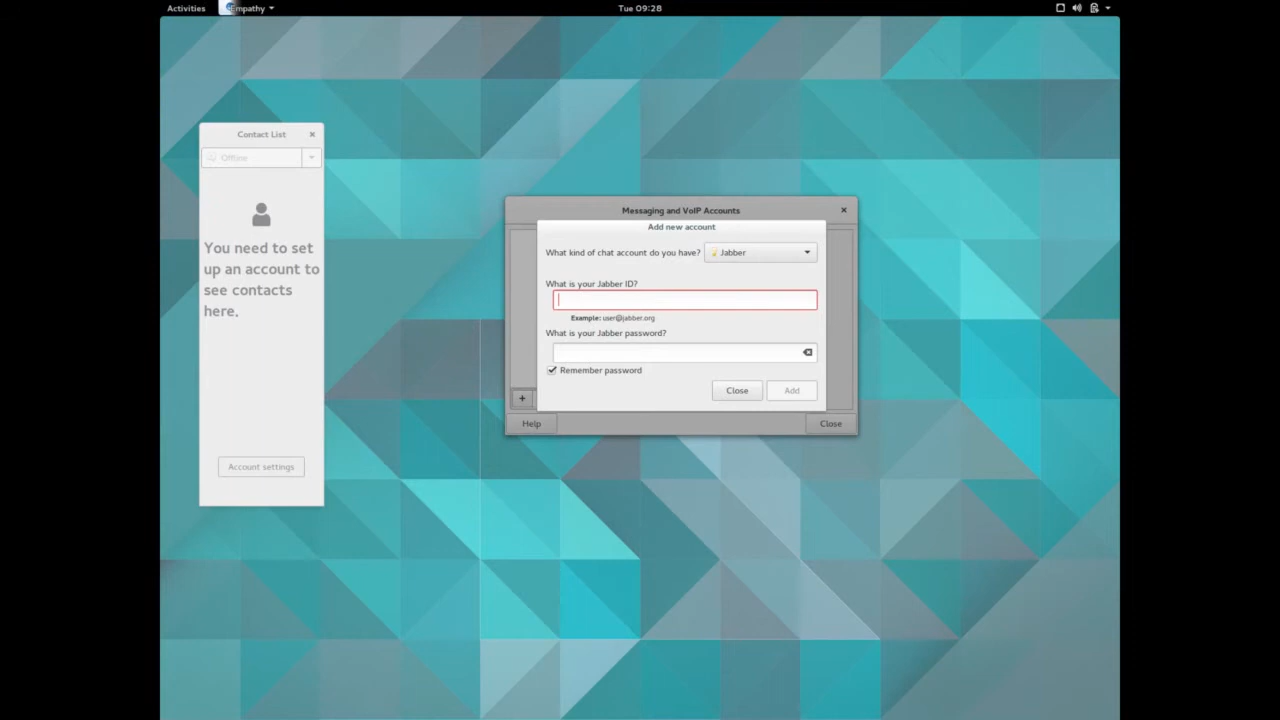 Activities
Empathy
Tue 09:28
Contact List
Offline
You need to set
up an account to
see contacts
here.
Account settings
Messaging and VoIP Accounts
Add new account
What kind of chat account do you have?
Jabber
What is your Jabber ID?
Example: user@jabber.org
What is your Jabber password?
Remember password
Close
Add
Help
Close